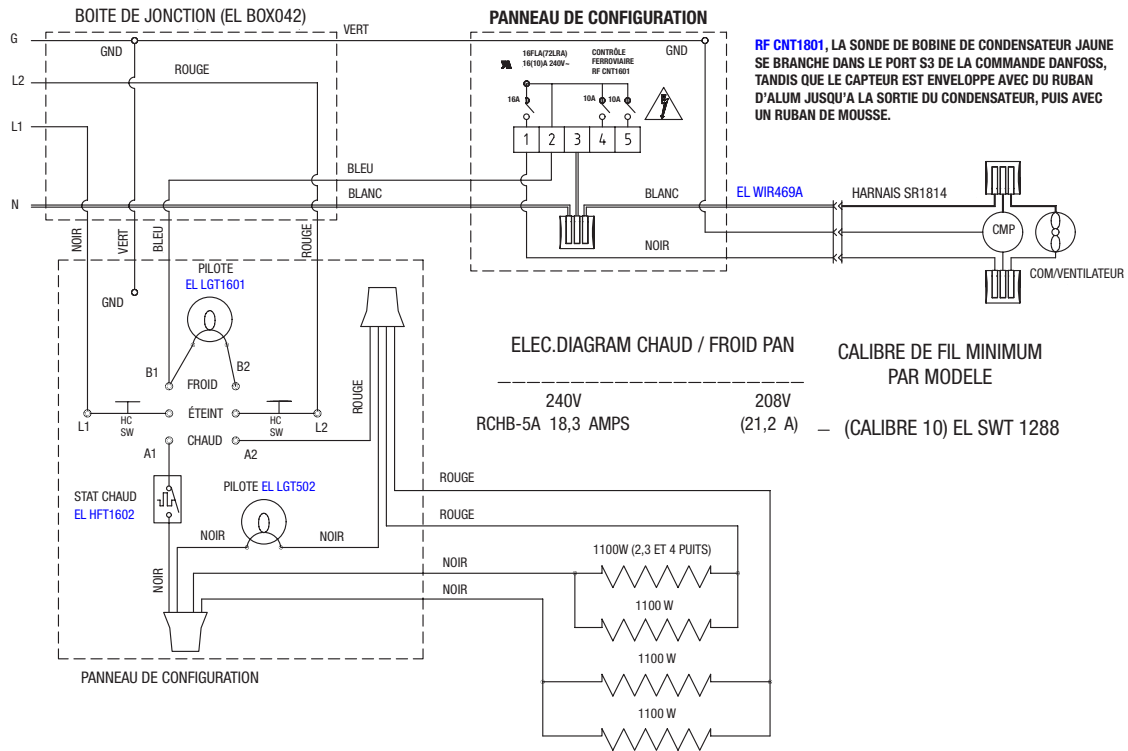 BOITE DE JONCTION (EL BOX042)
PANNEAU DE CONFIGURATION
G
GND
VERT
16FLA(72LRA)
16(10)A 240V~
CONTRÔLE
FERROVIAIRE
RF CNT1601
GND
RF CNT1801, LA SONDE DE BOBINE DE CONDENSATEUR JAUNE
SE BRANCHE DANS LE PORT S3 DE LA COMMANDE DANFOSS,
TANDIS QUE LE CAPTEUR EST ENVELOPPE AVEC DU RUBAN
D'ALUM JUSQU'A LA SORTIE DU CONDENSATEUR, PUIS AVEC
UN RUBAN DE MOUSSE.
L2
ROUGE
16A
10A
10A
L1
1 2 3 4 5
BLEU
N
BLANC
BLANC
EL WIR469A
HARNAIS SR1814
NOIR
VERT
BLEU
ROUGE
NOIR
CMP
COM/VENTILATEUR
PILOTE
EL LGT1601
GND
B1
B2
FROID
ÉTEINT
L1
HC
SW
HC
SW
L2
CHAUD
A1
A2
ROUGE
ELEC.DIAGRAM CHAUD / FROID PAN
CALIBRE DE FIL MINIMUM
PAR MODELE
240V
208V
RCHB-5A 18,3 AMPS
(21,2 A)
– (CALIBRE 10) EL SWT 1288
STAT CHAUD
EL HFT1602
PILOTE EL LGT502
ROUGE
ROUGE
NOIR
NOIR
NOIR
NOIR
NOIR
1100W (2,3 ET 4 PUITS)
1100 W
1100 W
1100 W
PANNEAU DE CONFIGURATION